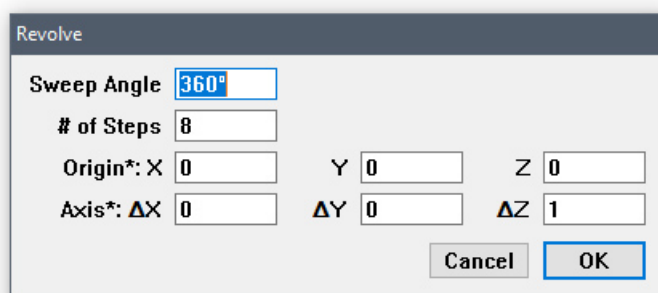 Revolve
Sweep Angle 360°
# of Steps 8
Origin*: X 0 Y 0 Z 0
Axis*: ΔX 0 ΔY 0 ΔZ 1
Cancel OK